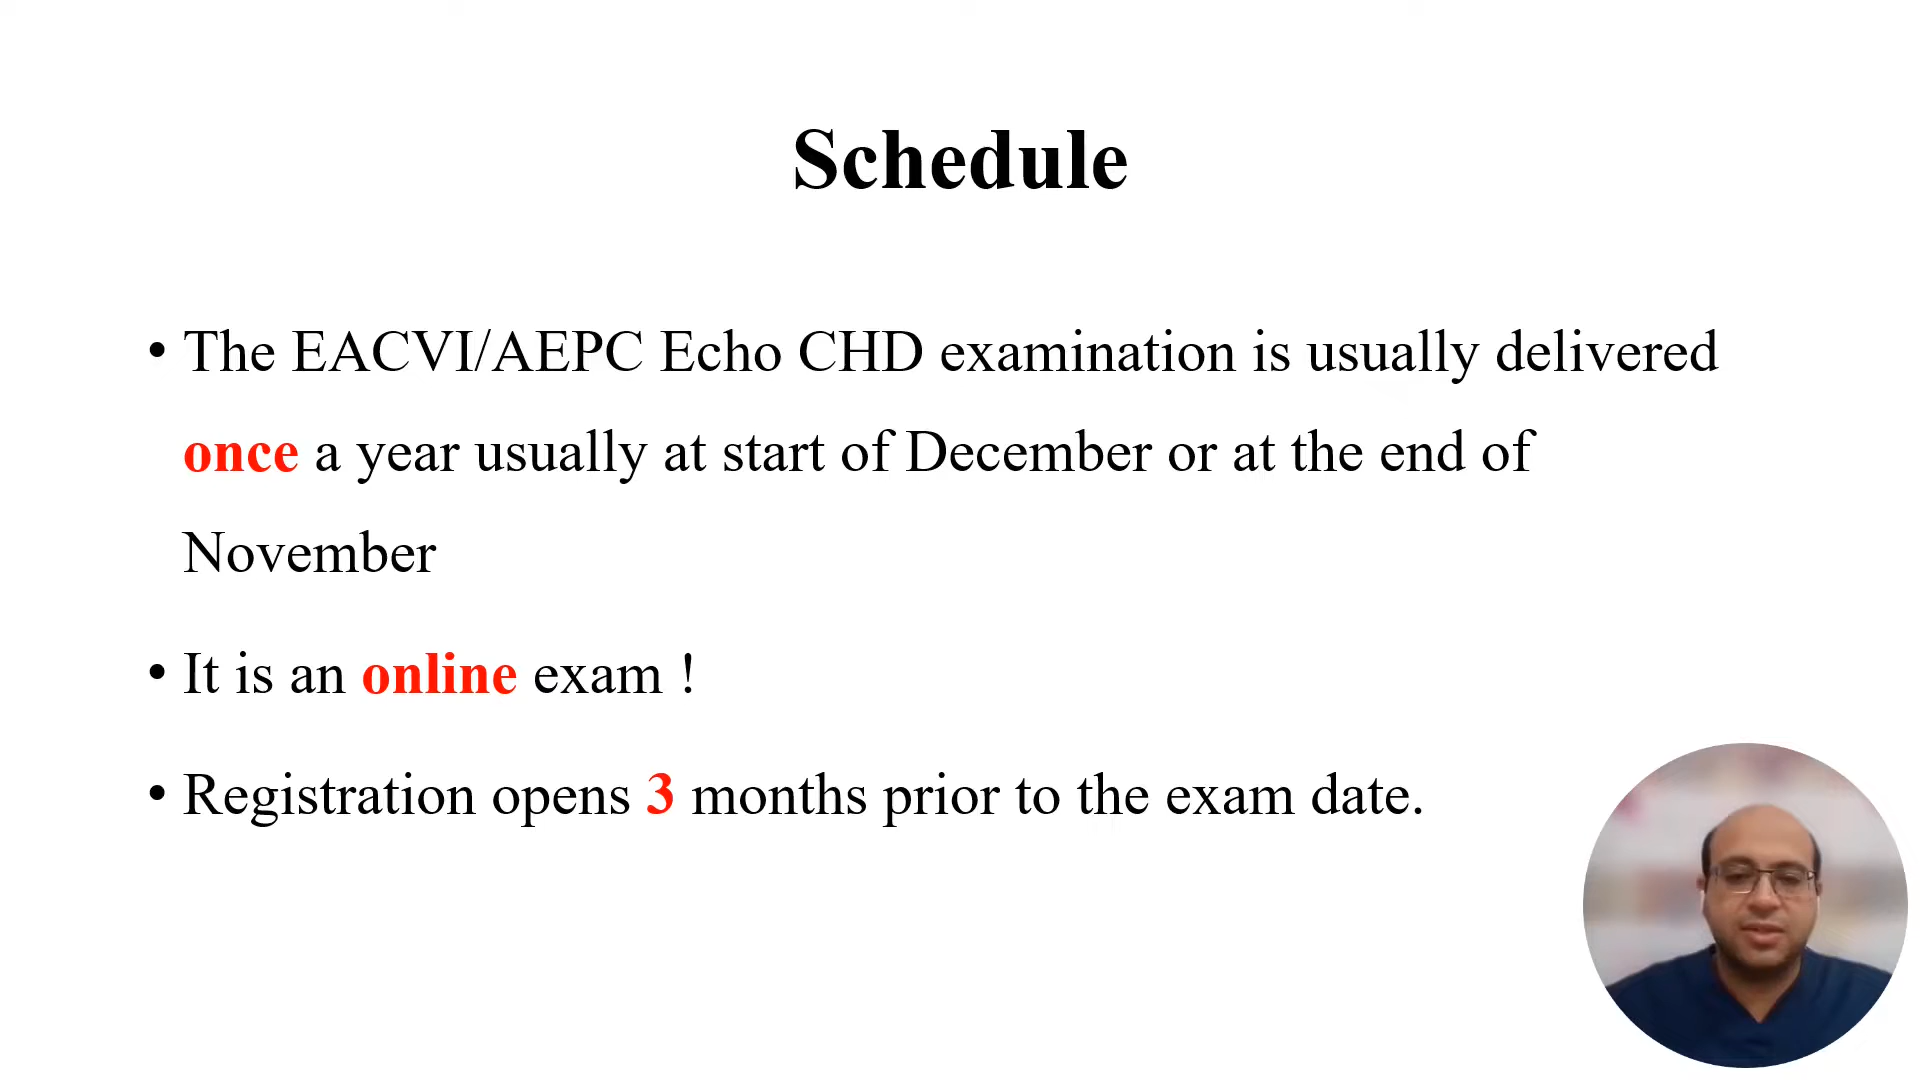 Schedule
• The EACVI/AEPC Echo CHD examination is usually delivered
once a year usually at start of December or at the end of
November
• It is an online exam !
• Registration opens 3 months prior to the exam date.